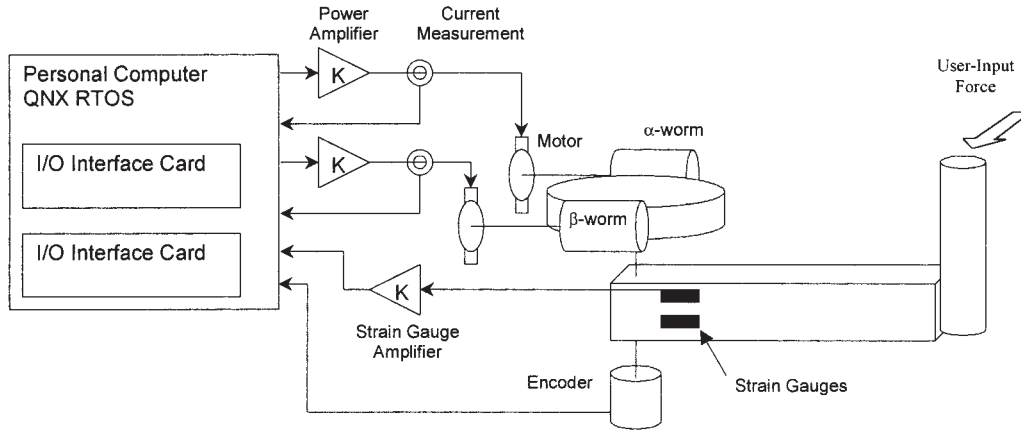 Power
Amplifier
Current
Measurement
Personal Computer
QNX RTOS
K
User-Input
Force
I/O Interface Card
K
Motor
α-worm
β-worm
I/O Interface Card
K
Strain Gauge
Amplifier
Encoder
Strain Gauges